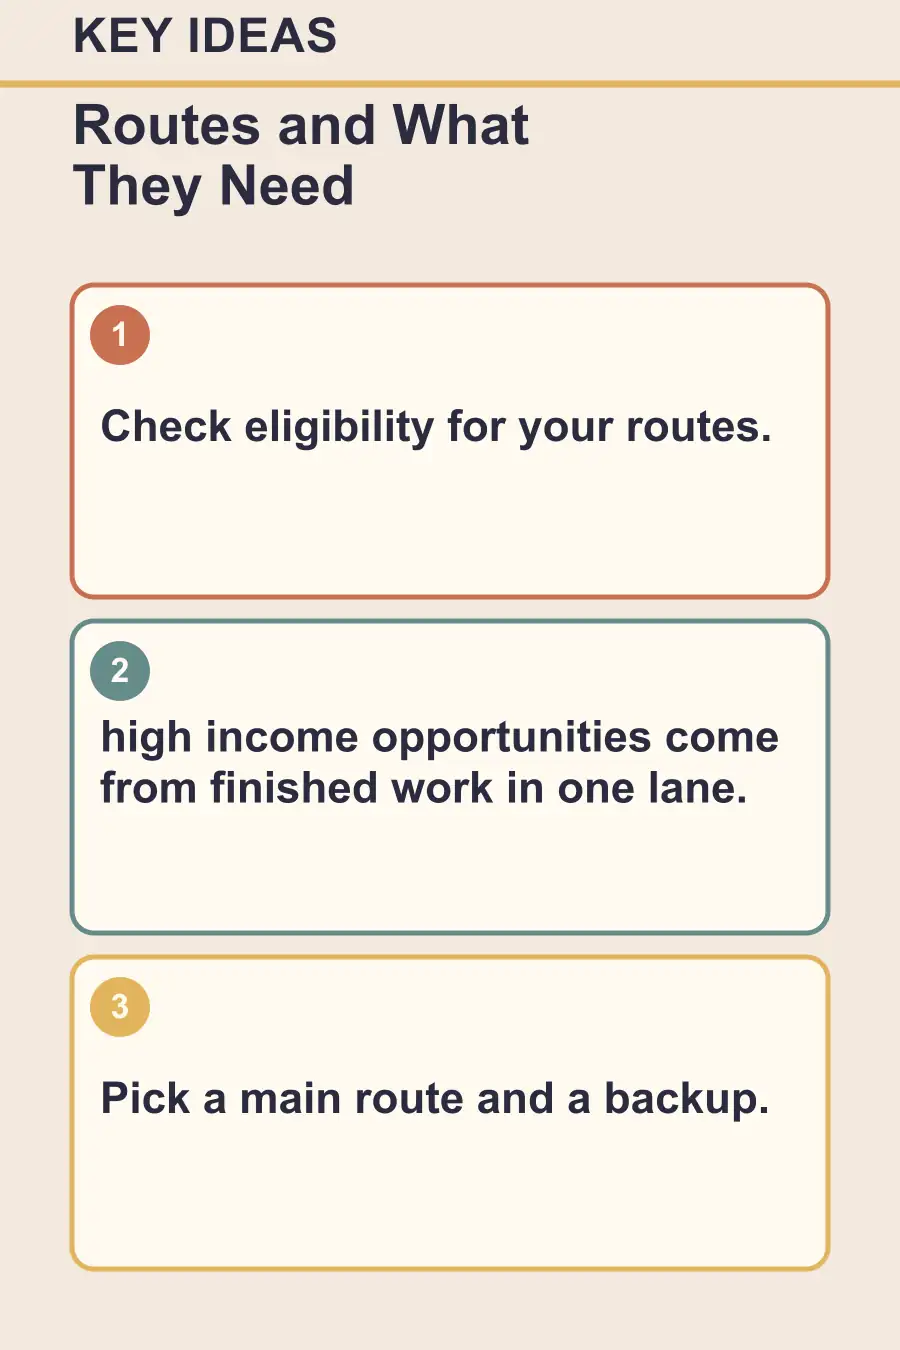 KEY IDEAS
Routes and What
They Need
1
Check eligibility for your routes.
2
high income opportunities come
from finished work in one lane.
3
Pick a main route and a backup.